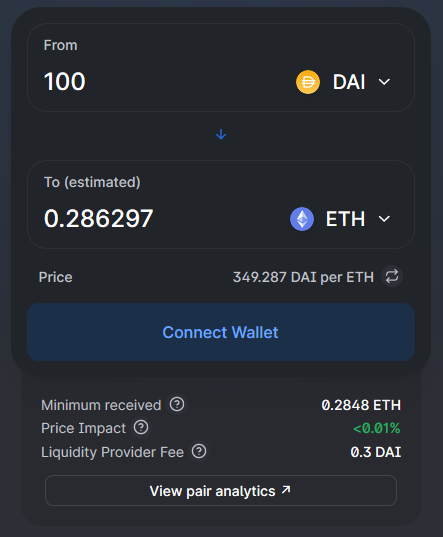 From
100 DAI
To (estimated)
0.286297 ETH
Price 349.287 DAI per ETH
Connect Wallet
Minimum received ? 0.2848 ETH
Price Impact ? <0.01%
Liquidity Provider Fee ? 0.3 DAI
View pair analytics ↗